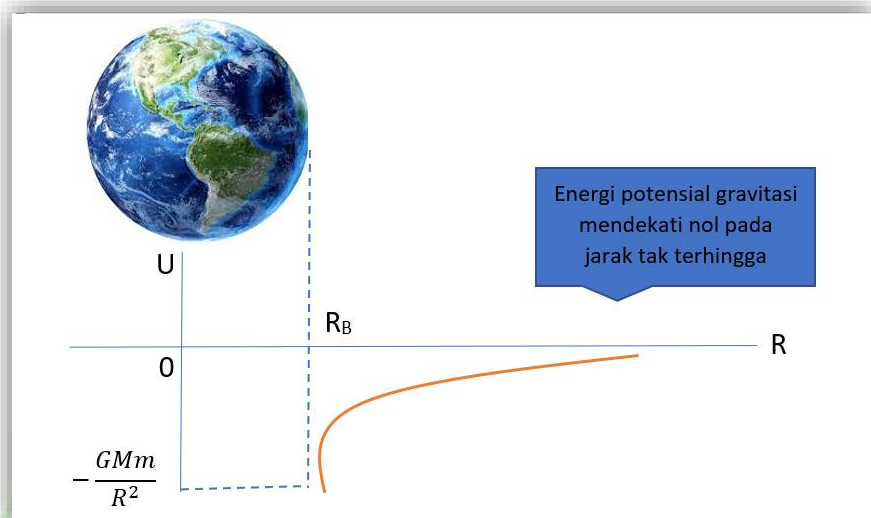 U
Energi potensial gravitasi
mendekati nol pada
jarak tak terhingga
R_B
R
0
− GMm / R²